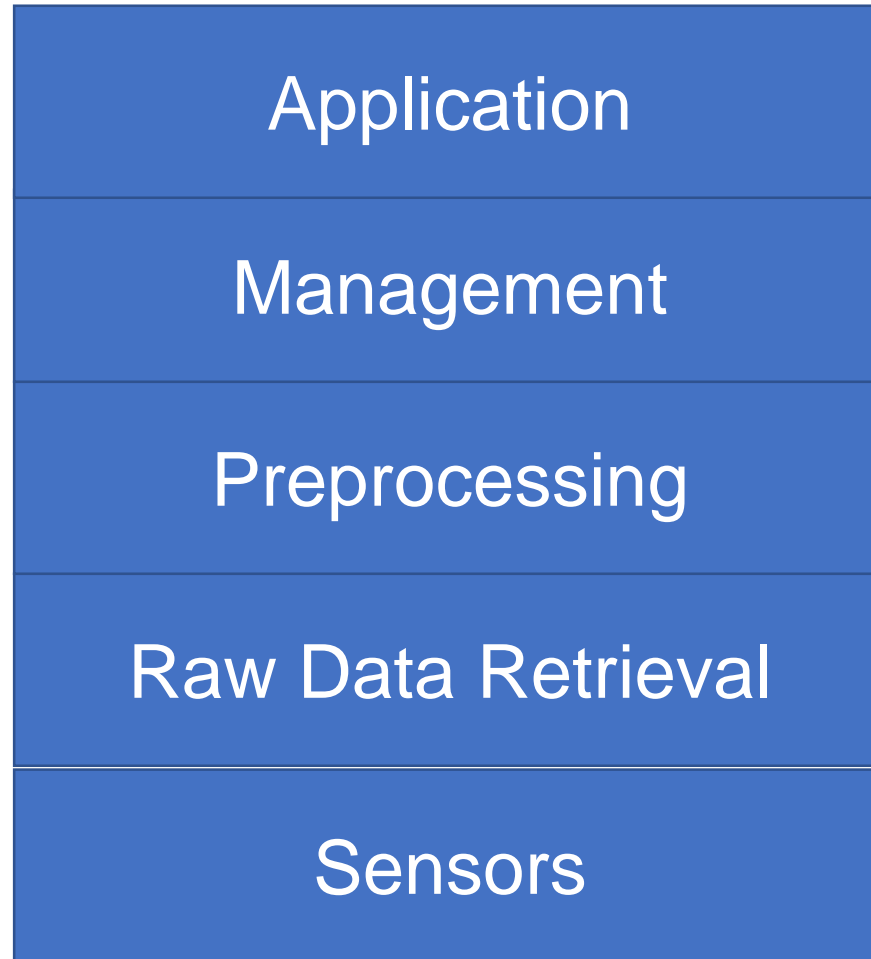 Application
Management
Preprocessing
Raw Data Retrieval
Sensors